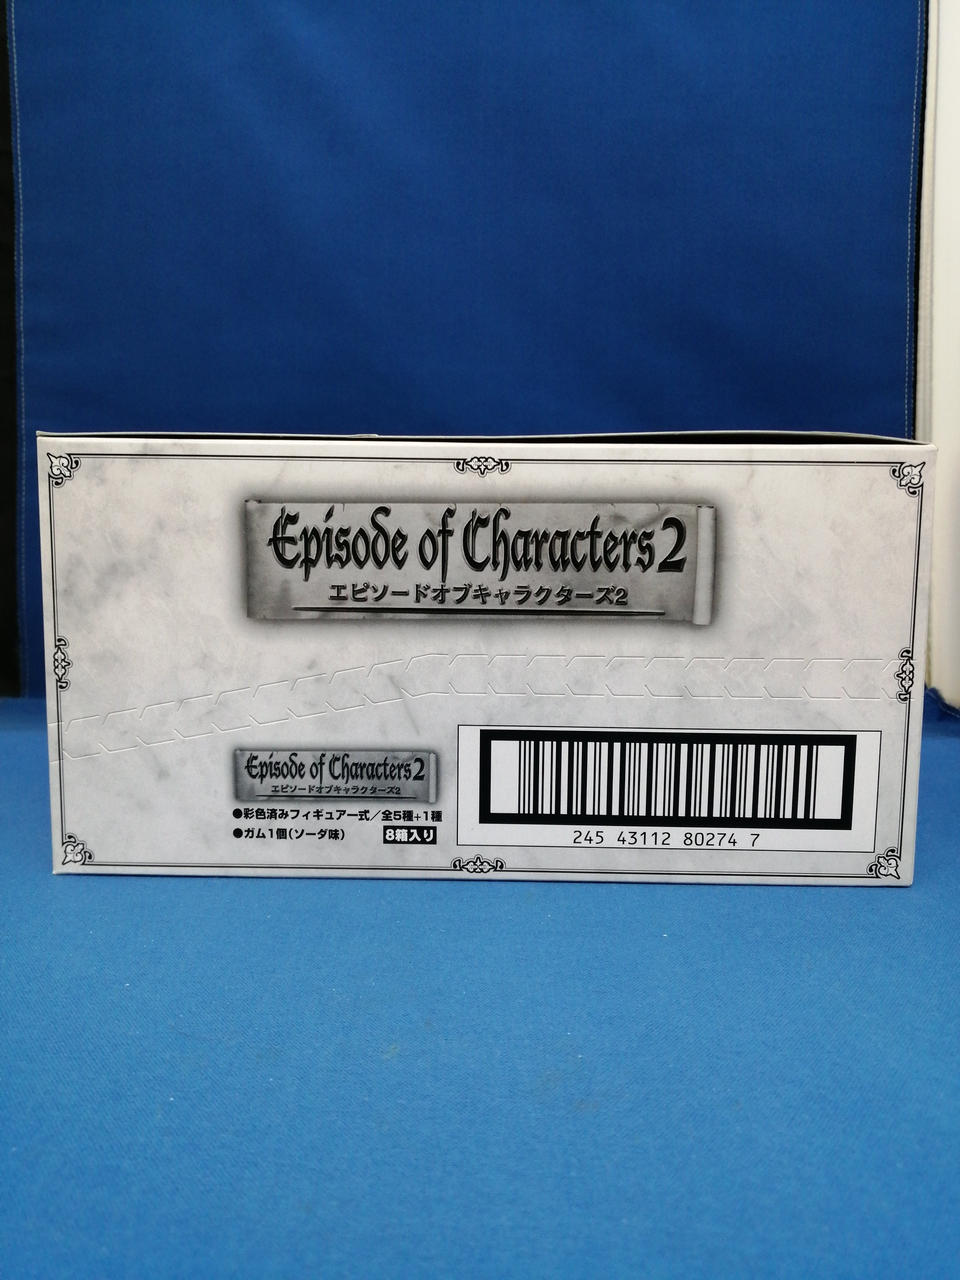 Episode of Characters 2
エピソードオブキャラクターズ2
Episode of Characters 2
エピソードオブキャラクターズ2
●彩色済みフィギュア一式／全5種+1種
●ガム1個(ソーダ味) 8箱入り
245 43112 80274 7